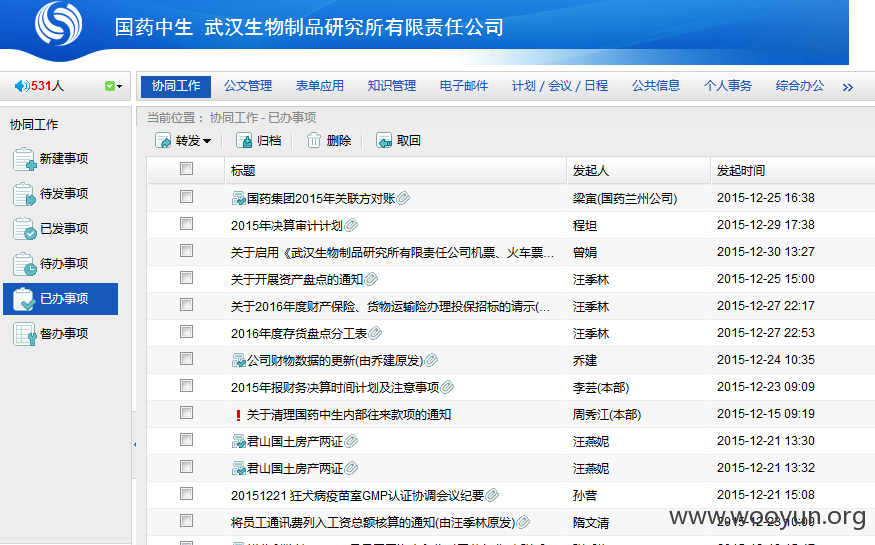 国药中生 武汉生物制品研究所有限责任公司
531人
协同工作 公文管理 表单应用 知识管理 电子邮件 计划 / 会议 / 日程 公共信息 个人事务 综合办公 »
当前位置： 协同工作 - 已办事项
协同工作
新建事项
待发事项
已发事项
待办事项
已办事项
督办事项
转发 归档 删除 取回
标题 发起人 发起时间
国药集团2015年关联方对账 梁寅(国药兰州公司) 2015-12-25 16:38
2015年决算审计计划 程坦 2015-12-29 17:38
关于启用《武汉生物制品研究所有限责任公司机票、火车票... 曾娟 2015-12-30 13:27
关于开展资产盘点的通知 汪季林 2015-12-25 15:00
关于2016年度财产保险、货物运输险办理投保招标的请示(... 汪季林 2015-12-27 22:17
2016年度存货盘点分工表 汪季林 2015-12-27 22:53
公司财物数据的更新(由乔建原发) 乔建 2015-12-24 10:35
2015年报财务决算时间计划及注意事项 李芸(本部) 2015-12-23 09:09
关于清理国药中生内部往来款项的通知 周秀江(本部) 2015-12-15 09:19
君山国土房产两证 汪燕妮 2015-12-21 13:30
君山国土房产两证 汪燕妮 2015-12-21 13:32
20151221 狂犬病疫苗室GMP认证协调会议纪要 孙营 2015-12-21 15:08
将员工通讯费列入工资总额核算的通知(由汪季林原发) 隋文清 2015-12-23 10:00
www.wooyun.org